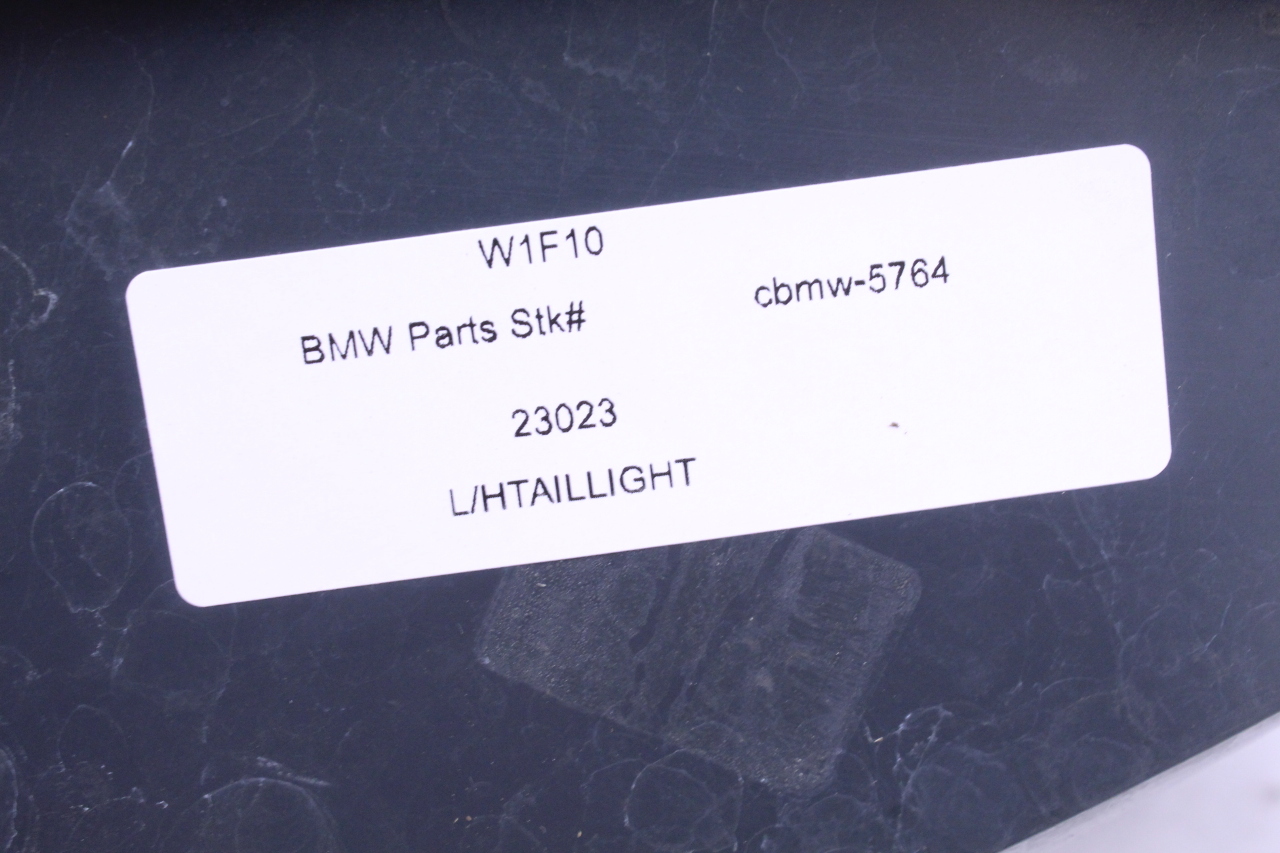 W1F10
BMW Parts Stk# cbmw-5764
23023
L/HTAILLIGHT